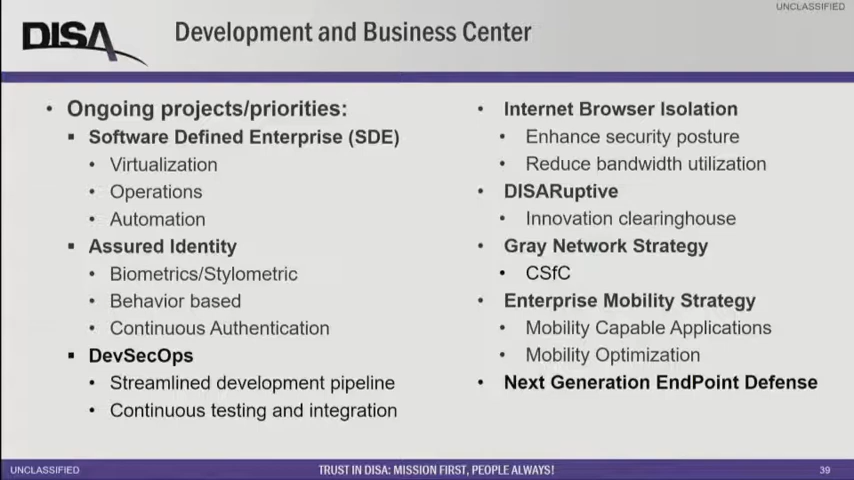 UNCLASSIFIED
DISA
Development and Business Center
• Ongoing projects/priorities:
▪ Software Defined Enterprise (SDE)
• Virtualization
• Operations
• Automation
▪ Assured Identity
• Biometrics/Stylometric
• Behavior based
• Continuous Authentication
▪ DevSecOps
• Streamlined development pipeline
• Continuous testing and integration
• Internet Browser Isolation
• Enhance security posture
• Reduce bandwidth utilization
• DISARuptive
• Innovation clearinghouse
• Gray Network Strategy
• CSfC
• Enterprise Mobility Strategy
• Mobility Capable Applications
• Mobility Optimization
• Next Generation EndPoint Defense
UNCLASSIFIED
TRUST IN DISA: MISSION FIRST, PEOPLE ALWAYS!
39